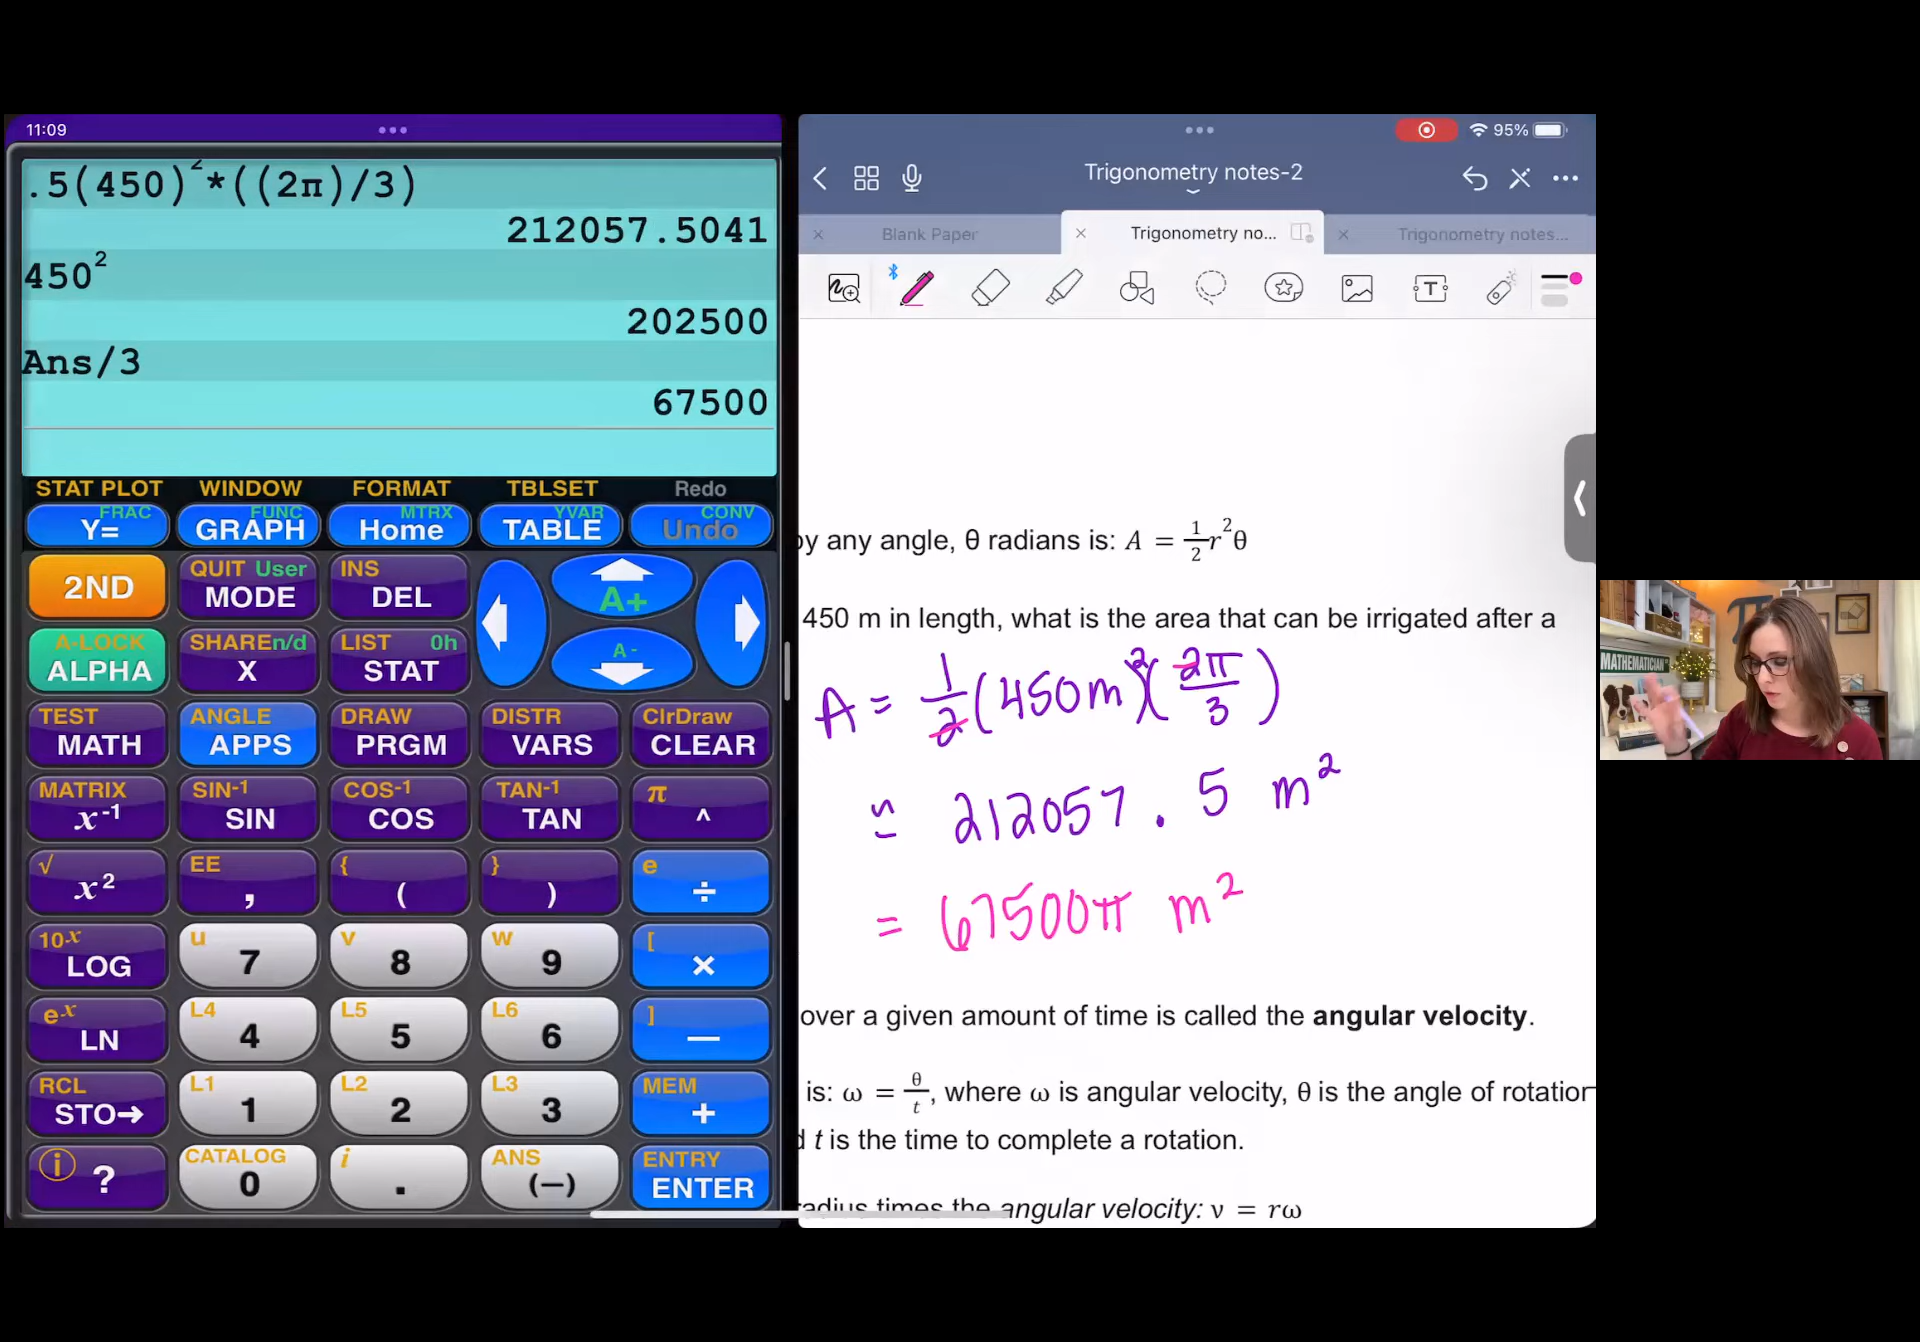 11:09
.5(450)²*((2π)/3)
212057.5041
450²
202500
Ans/3
67500
STAT PLOT WINDOW FORMAT TBLSET Redo
FRAC FUNC MTRX YVAR CONV
Y= GRAPH Home TABLE Undo
QUIT User INS
2ND MODE DEL A+
A-LOCK SHARE n/d LIST 0h A-
ALPHA X STAT
TEST ANGLE DRAW DISTR ClrDraw
MATH APPS PRGM VARS CLEAR
MATRIX SIN-1 COS-1 TAN-1 π
x-1 SIN COS TAN ^
√ EE { } e
x2 , ( ) ÷
10x u v w [
LOG 7 8 9 ×
ex L4 L5 L6 ]
LN 4 5 6 —
RCL L1 L2 L3 MEM
STO→ 1 2 3 +
i CATALOG i ANS ENTRY
? 0 . (—) ENTER
95%
Trigonometry notes-2
Blank Paper Trigonometry no... Trigonometry notes...
T
by any angle, θ radians is: A = 1/2 r²θ
450 m in length, what is the area that can be irrigated after a
A = 1/2 (450m)² (2π/3)
≈ 212057.5 m²
= 67500π m²
over a given amount of time is called the angular velocity.
is: ω = θ/t, where ω is angular velocity, θ is the angle of rotation
t is the time to complete a rotation.
radius times the angular velocity: v = rω
MATHEMATICIAN